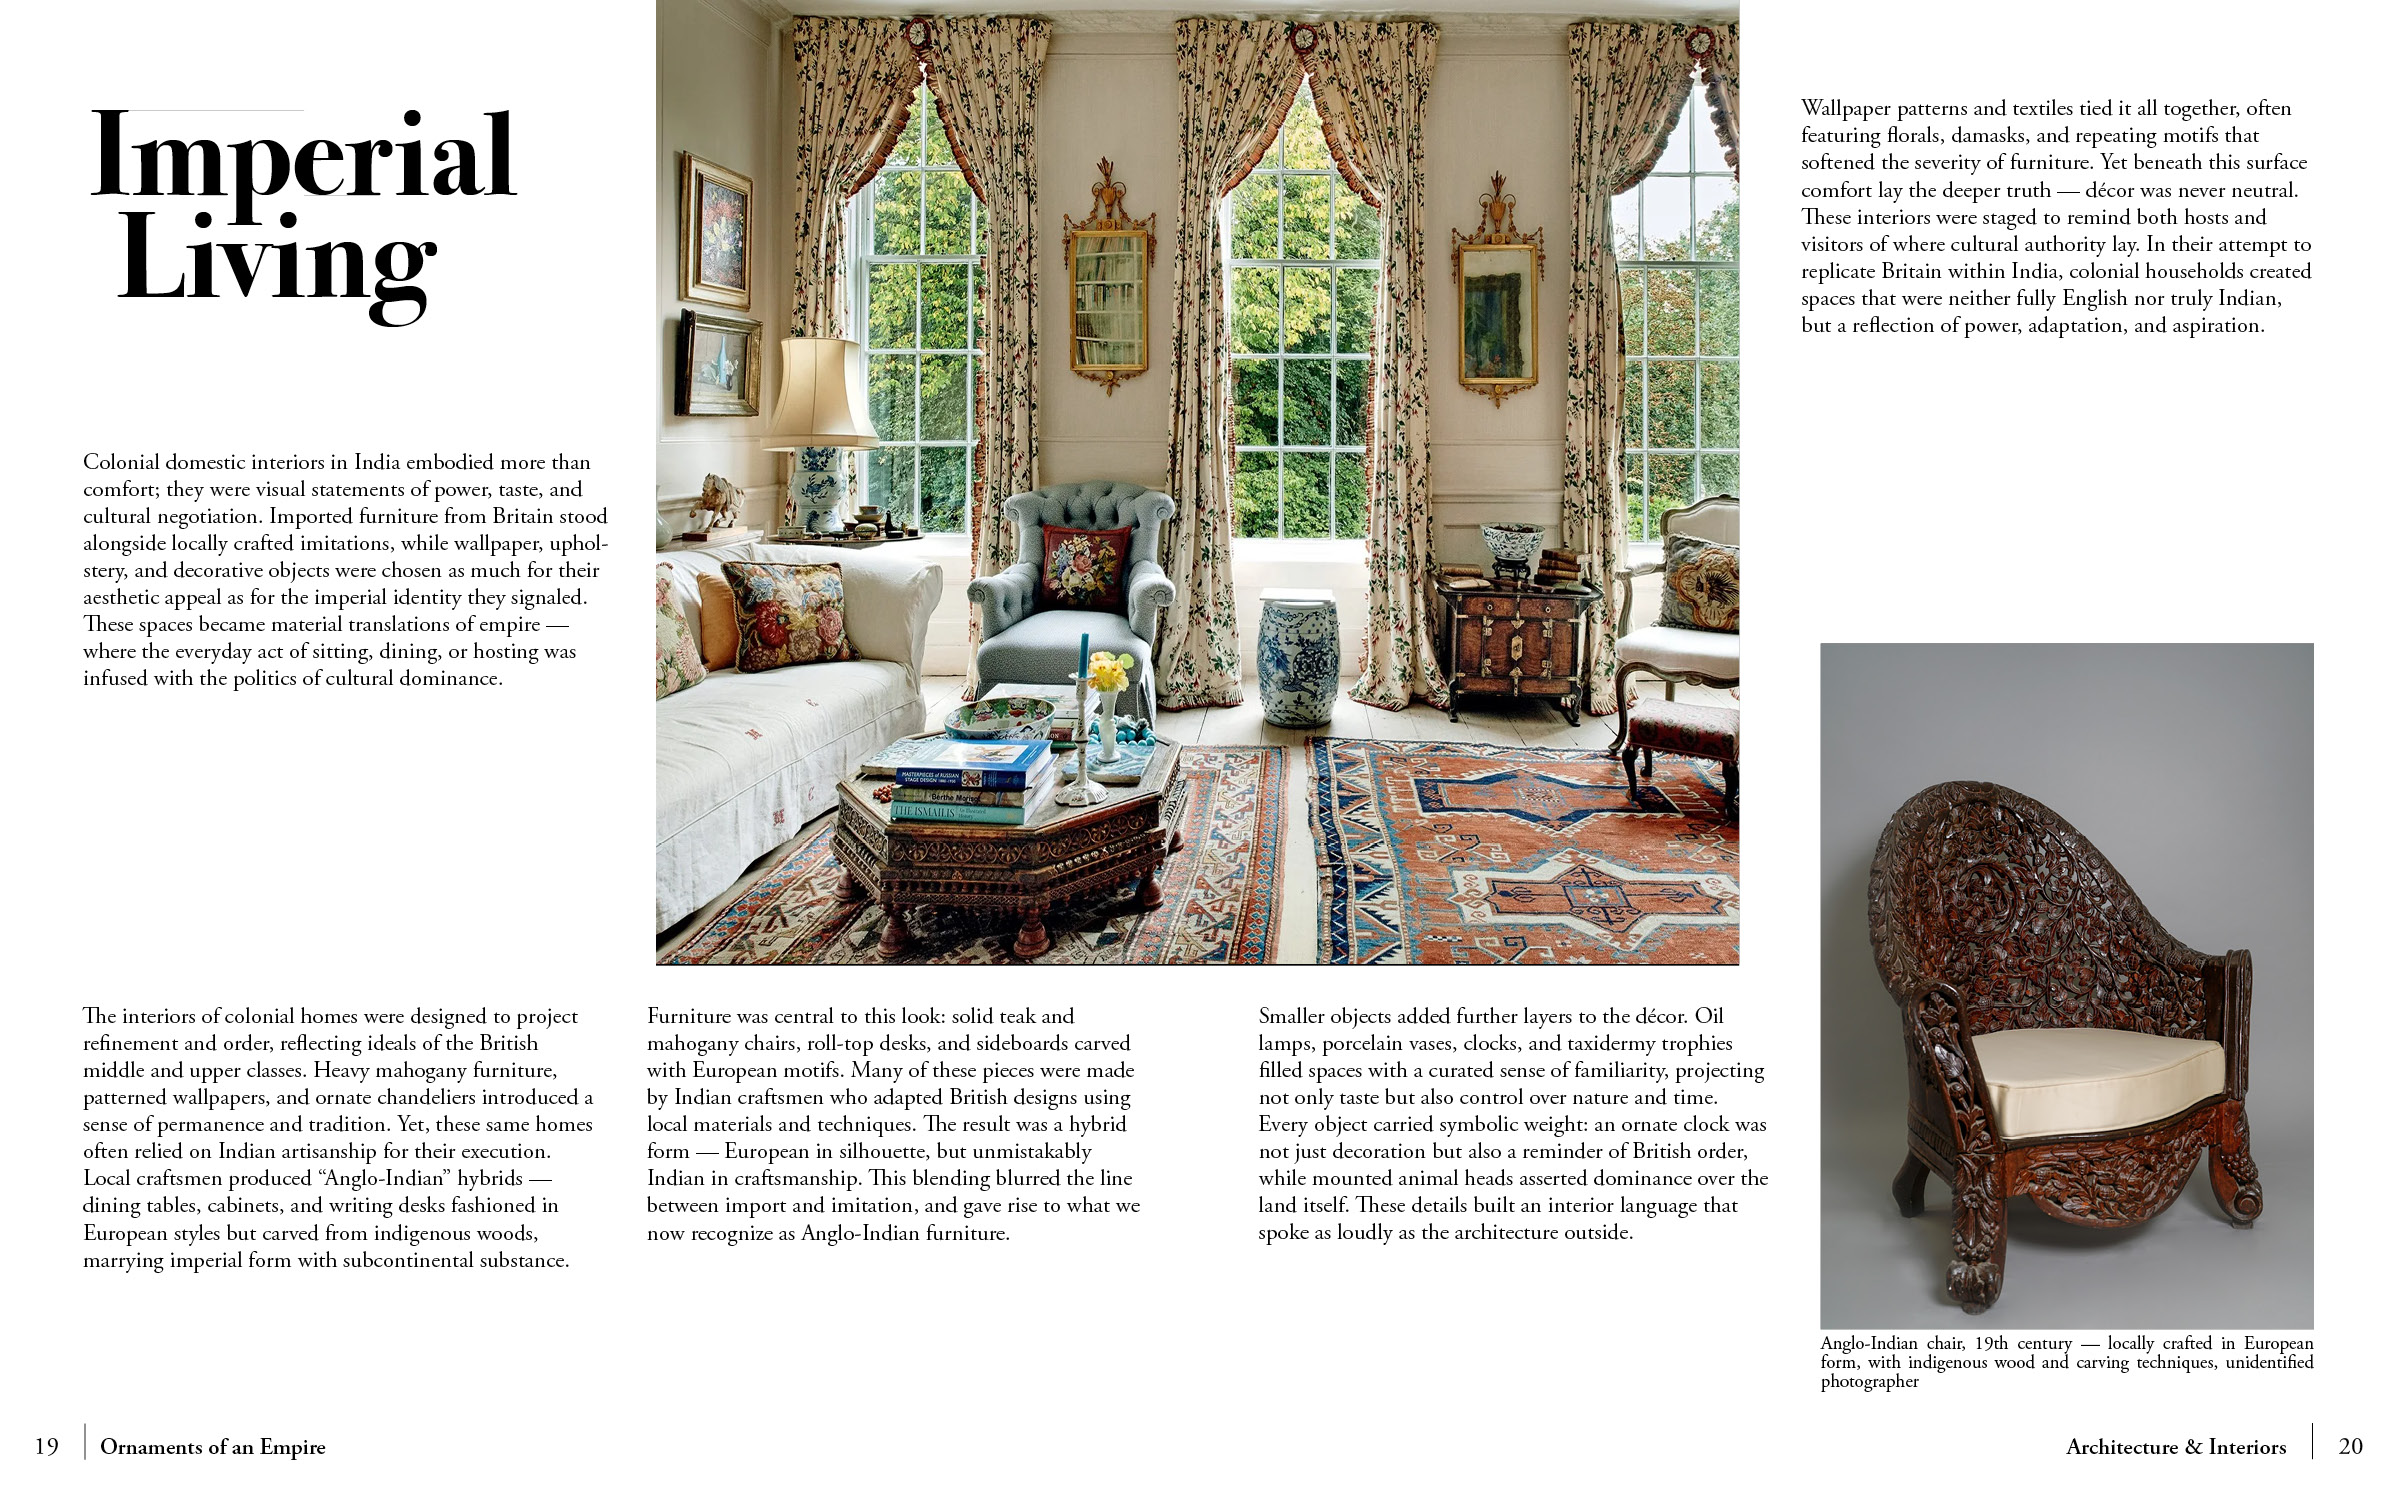 Imperial
Living
Colonial domestic interiors in India embodied more than
comfort; they were visual statements of power, taste, and
cultural negotiation. Imported furniture from Britain stood
alongside locally crafted imitations, while wallpaper, uphol-
stery, and decorative objects were chosen as much for their
aesthetic appeal as for the imperial identity they signaled.
These spaces became material translations of empire —
where the everyday act of sitting, dining, or hosting was
infused with the politics of cultural dominance.
The interiors of colonial homes were designed to project
refinement and order, reflecting ideals of the British
middle and upper classes. Heavy mahogany furniture,
patterned wallpapers, and ornate chandeliers introduced a
sense of permanence and tradition. Yet, these same homes
often relied on Indian artisanship for their execution.
Local craftsmen produced “Anglo-Indian” hybrids —
dining tables, cabinets, and writing desks fashioned in
European styles but carved from indigenous woods,
marrying imperial form with subcontinental substance.
MASTERPIECES of RUSSIAN
STAGE DESIGN
Berthe Morisot
THE ISMAILIS
Furniture was central to this look: solid teak and
mahogany chairs, roll-top desks, and sideboards carved
with European motifs. Many of these pieces were made
by Indian craftsmen who adapted British designs using
local materials and techniques. The result was a hybrid
form — European in silhouette, but unmistakably
Indian in craftsmanship. This blending blurred the line
between import and imitation, and gave rise to what we
now recognize as Anglo-Indian furniture.
Smaller objects added further layers to the décor. Oil
lamps, porcelain vases, clocks, and taxidermy trophies
filled spaces with a curated sense of familiarity, projecting
not only taste but also control over nature and time.
Every object carried symbolic weight: an ornate clock was
not just decoration but also a reminder of British order,
while mounted animal heads asserted dominance over the
land itself. These details built an interior language that
spoke as loudly as the architecture outside.
Wallpaper patterns and textiles tied it all together, often
featuring florals, damasks, and repeating motifs that
softened the severity of furniture. Yet beneath this surface
comfort lay the deeper truth — décor was never neutral.
These interiors were staged to remind both hosts and
visitors of where cultural authority lay. In their attempt to
replicate Britain within India, colonial households created
spaces that were neither fully English nor truly Indian,
but a reflection of power, adaptation, and aspiration.
Anglo-Indian chair, 19th century — locally crafted in European
form, with indigenous wood and carving techniques, unidentified
photographer
19 Ornaments of an Empire
Architecture & Interiors 20